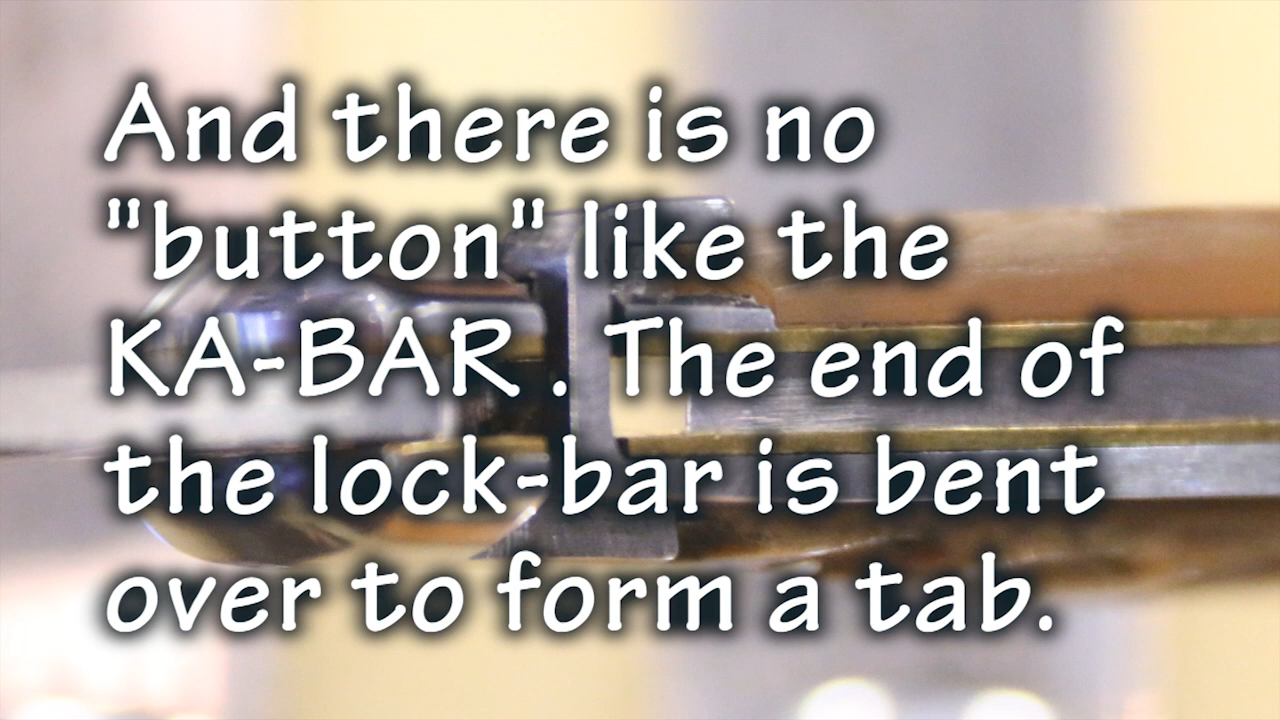 And there is no
"button" like the
KA-BAR . The end of
the lock-bar is bent
over to form a tab.